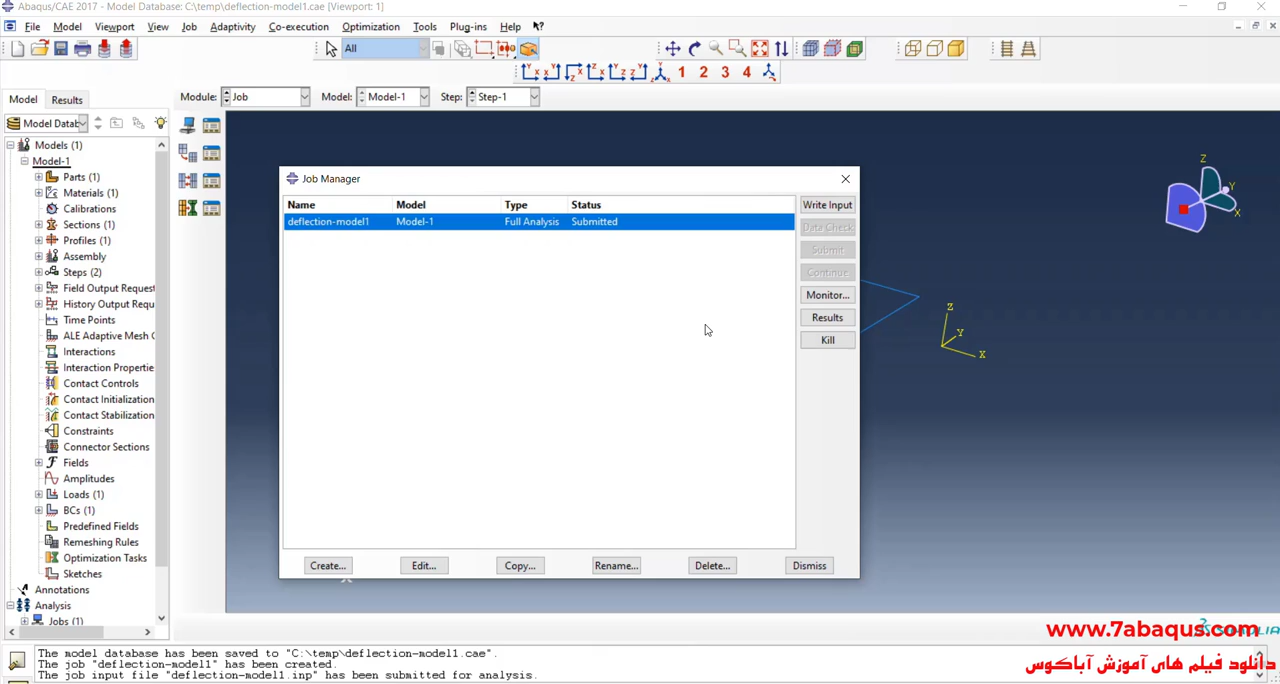 Abaqus/CAE 2017 - Model Database: C:\temp\deflection-model1.cae [Viewport: 1]
File Model Viewport View Job Adaptivity Co-execution Optimization Tools Plug-ins Help
All
1 2 3 4
Model Results Module: Job Model: Model-1 Step: Step-1
Model Datab
Models (1)
Model-1
Parts (1)
Materials (1)
Calibrations
Sections (1)
Profiles (1)
Assembly
Steps (2)
Field Output Request
History Output Requ
Time Points
ALE Adaptive Mesh C
Interactions
Interaction Propertie
Contact Controls
Contact Initialization
Contact Stabilization
Constraints
Connector Sections
Fields
Amplitudes
Loads (1)
BCs (1)
Predefined Fields
Remeshing Rules
Optimization Tasks
Sketches
Annotations
Analysis
Jobs (1)
Job Manager
Name Model Type Status
deflection-model1 Model-1 Full Analysis Submitted
Write Input
Data Check
Submit
Continue
Monitor...
Results
Kill
Create... Edit... Copy... Rename... Delete... Dismiss
Z
Y
X
Z
Y
X
www.7abaqus.com
دانلود فیلم های آموزش آباکوس
The model database has been saved to "C:\temp\deflection-model1.cae".
The job "deflection-model1" has been created.
The job input file "deflection-model1.inp" has been submitted for analysis.